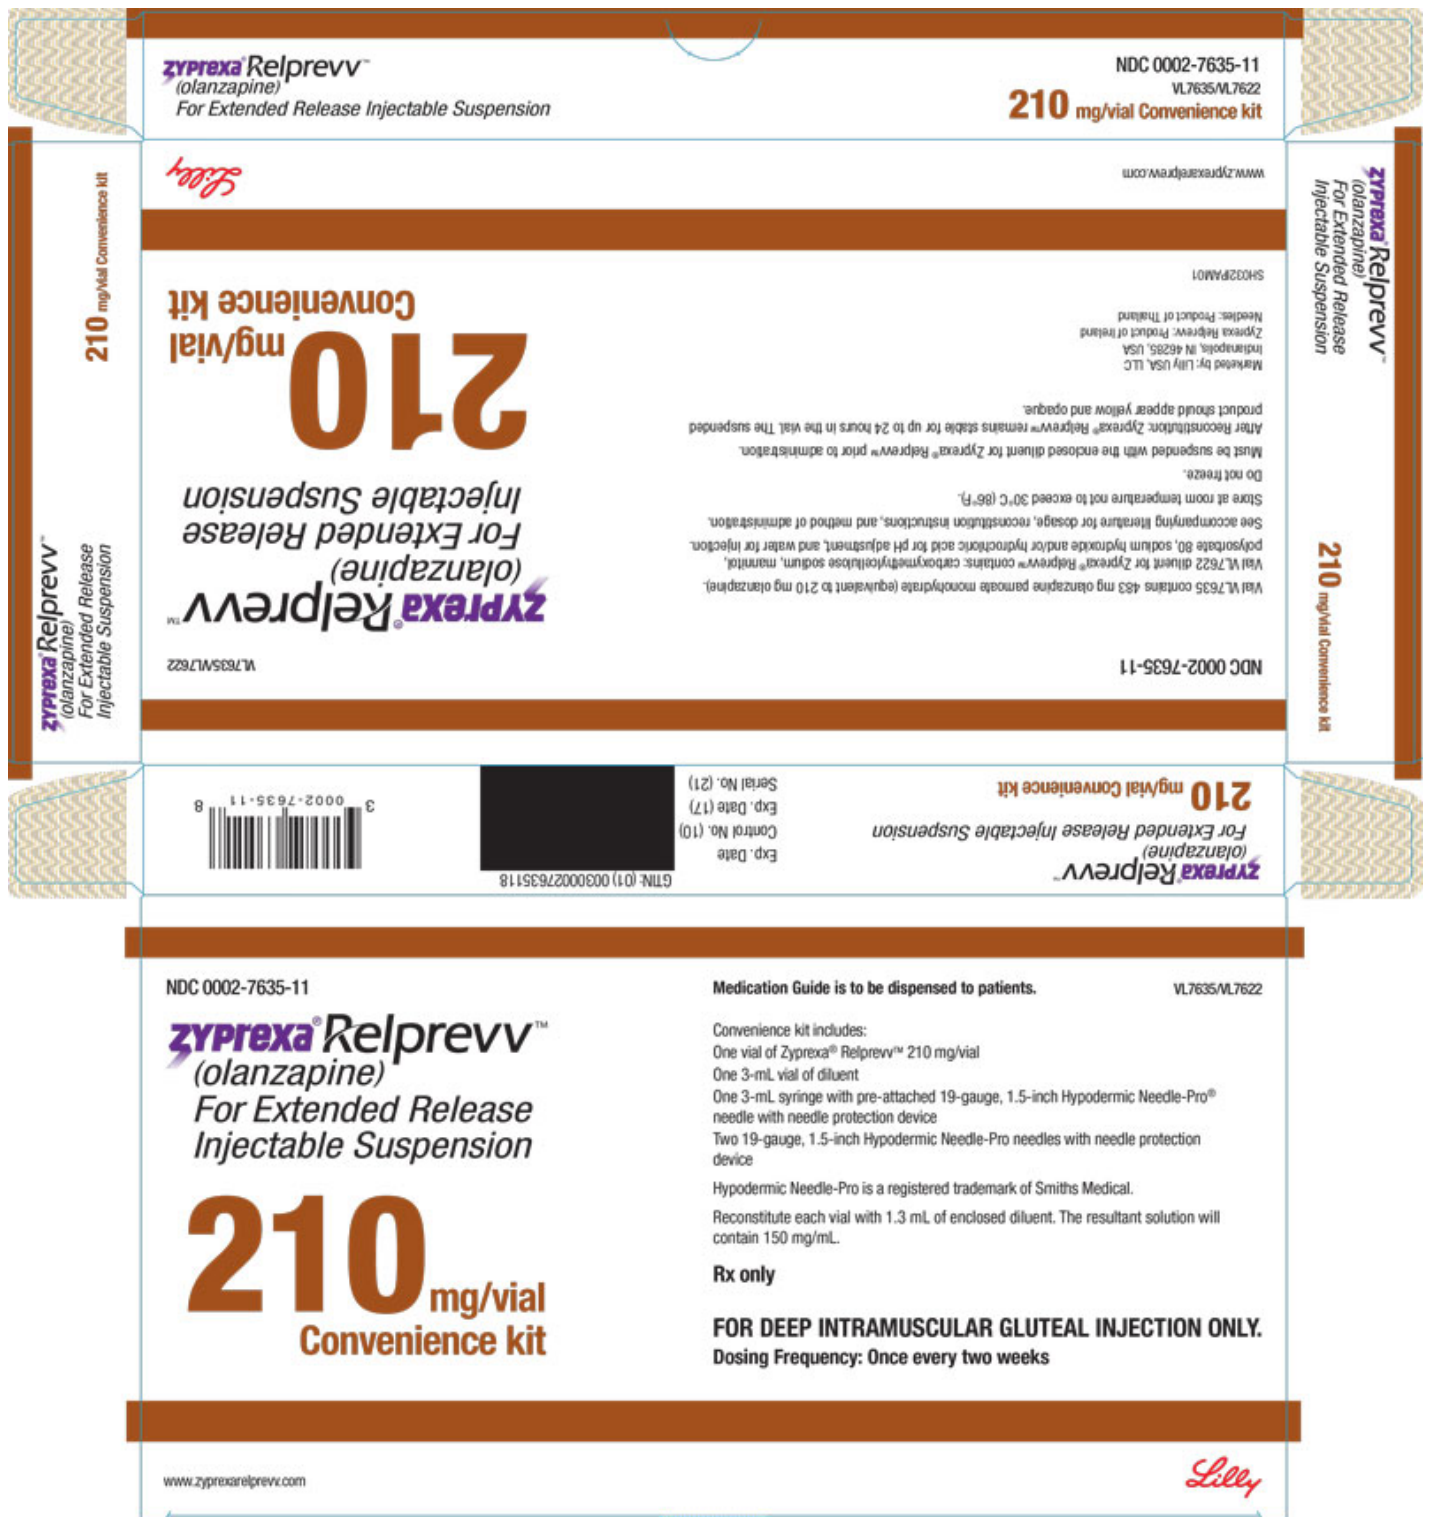 zyprexa® Relprevv™
(olanzapine)
For Extended Release Injectable Suspension
NDC 0002-7635-11
VL7635/VL7622
210 mg/vial Convenience kit
210 mg/vial Convenience kit
zyprexa® Relprevv™
(olanzapine)
For Extended Release
Injectable Suspension
NDC 0002-7635-11
Vial VL7635 contains 483 mg olanzapine pamoate monohydrate (equivalent to 210 mg olanzapine).
Vial VL7622 diluent for Zyprexa® Relprevv™ contains: carboxymethylcellulose sodium, mannitol,
polysorbate 80, sodium hydroxide and/or hydrochloric acid for pH adjustment, and water for injection.
See accompanying literature for dosage, reconstitution instructions, and method of administration.
Store at room temperature not to exceed 30°C (86°F).
Do not freeze.
Must be suspended with the enclosed diluent for Zyprexa® Relprevv™ prior to administration.
After Reconstitution: Zyprexa® Relprevv™ remains stable for up to 24 hours in the vial. The suspended
product should appear yellow and opaque.
Marketed by: Lilly USA, LLC
Indianapolis, IN 46285, USA
Zyprexa Relprevv: Product of Ireland
Needles: Product of Thailand
SH032PAM01
www.zyprexarelprevv.com
VL7635/VL7622
zyprexa® Relprevv™
(olanzapine)
For Extended Release
Injectable Suspension
210 mg/vial
Convenience kit
Lilly
zyprexa® Relprevv™
(olanzapine)
For Extended Release
Injectable Suspension
210 mg/vial Convenience kit
zyprexa® Relprevv™
(olanzapine)
For Extended Release Injectable Suspension
210 mg/vial Convenience kit
GTIN: (01) 00300027635118
Exp. Date
Control No. (10)
Exp. Date (17)
Serial No. (21)
3 0002-7635-11 8
NDC 0002-7635-11
zyprexa® Relprevv™
(olanzapine)
For Extended Release
Injectable Suspension
210 mg/vial
Convenience kit
Medication Guide is to be dispensed to patients.
VL7635/VL7622
Convenience kit includes:
One vial of Zyprexa® Relprevv™ 210 mg/vial
One 3-mL vial of diluent
One 3-mL syringe with pre-attached 19-gauge, 1.5-inch Hypodermic Needle-Pro®
needle with needle protection device
Two 19-gauge, 1.5-inch Hypodermic Needle-Pro needles with needle protection
device
Hypodermic Needle-Pro is a registered trademark of Smiths Medical.
Reconstitute each vial with 1.3 mL of enclosed diluent. The resultant solution will
contain 150 mg/mL.
Rx only
FOR DEEP INTRAMUSCULAR GLUTEAL INJECTION ONLY.
Dosing Frequency: Once every two weeks
www.zyprexarelprevv.com
Lilly